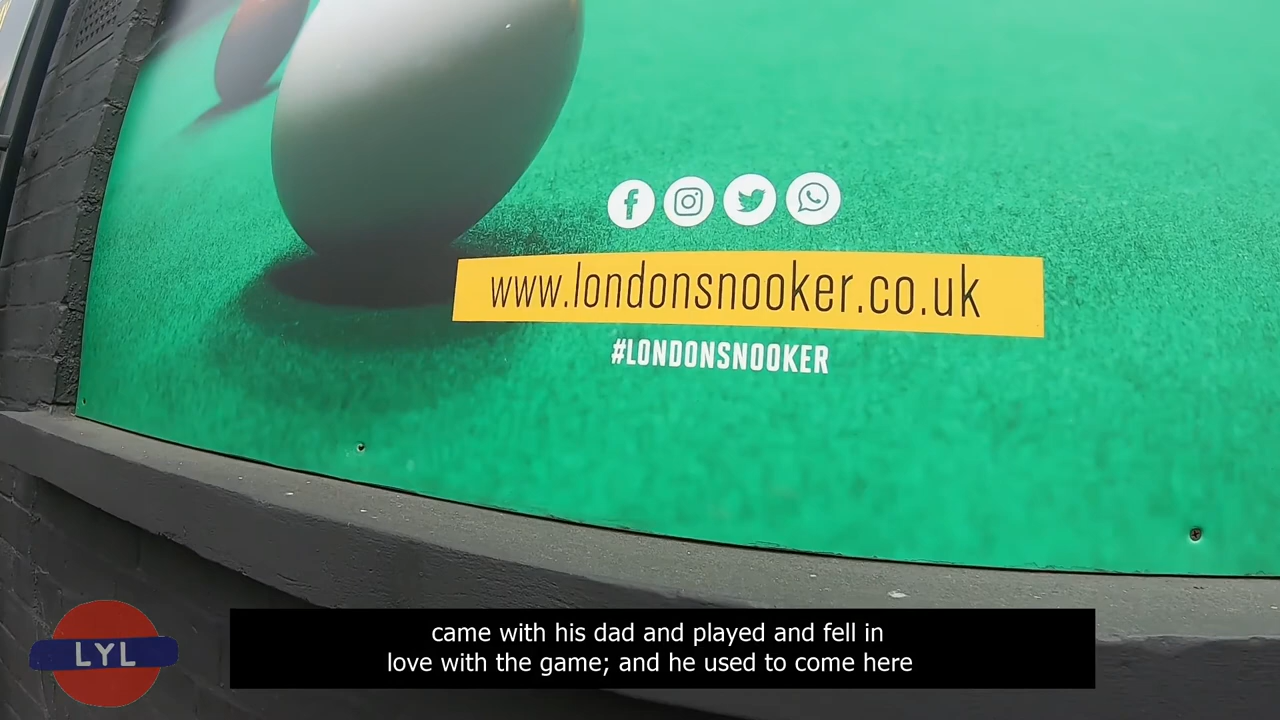 www.londonsnooker.co.uk
#LONDONSNOOKER
LYL
came with his dad and played and fell in
love with the game; and he used to come here